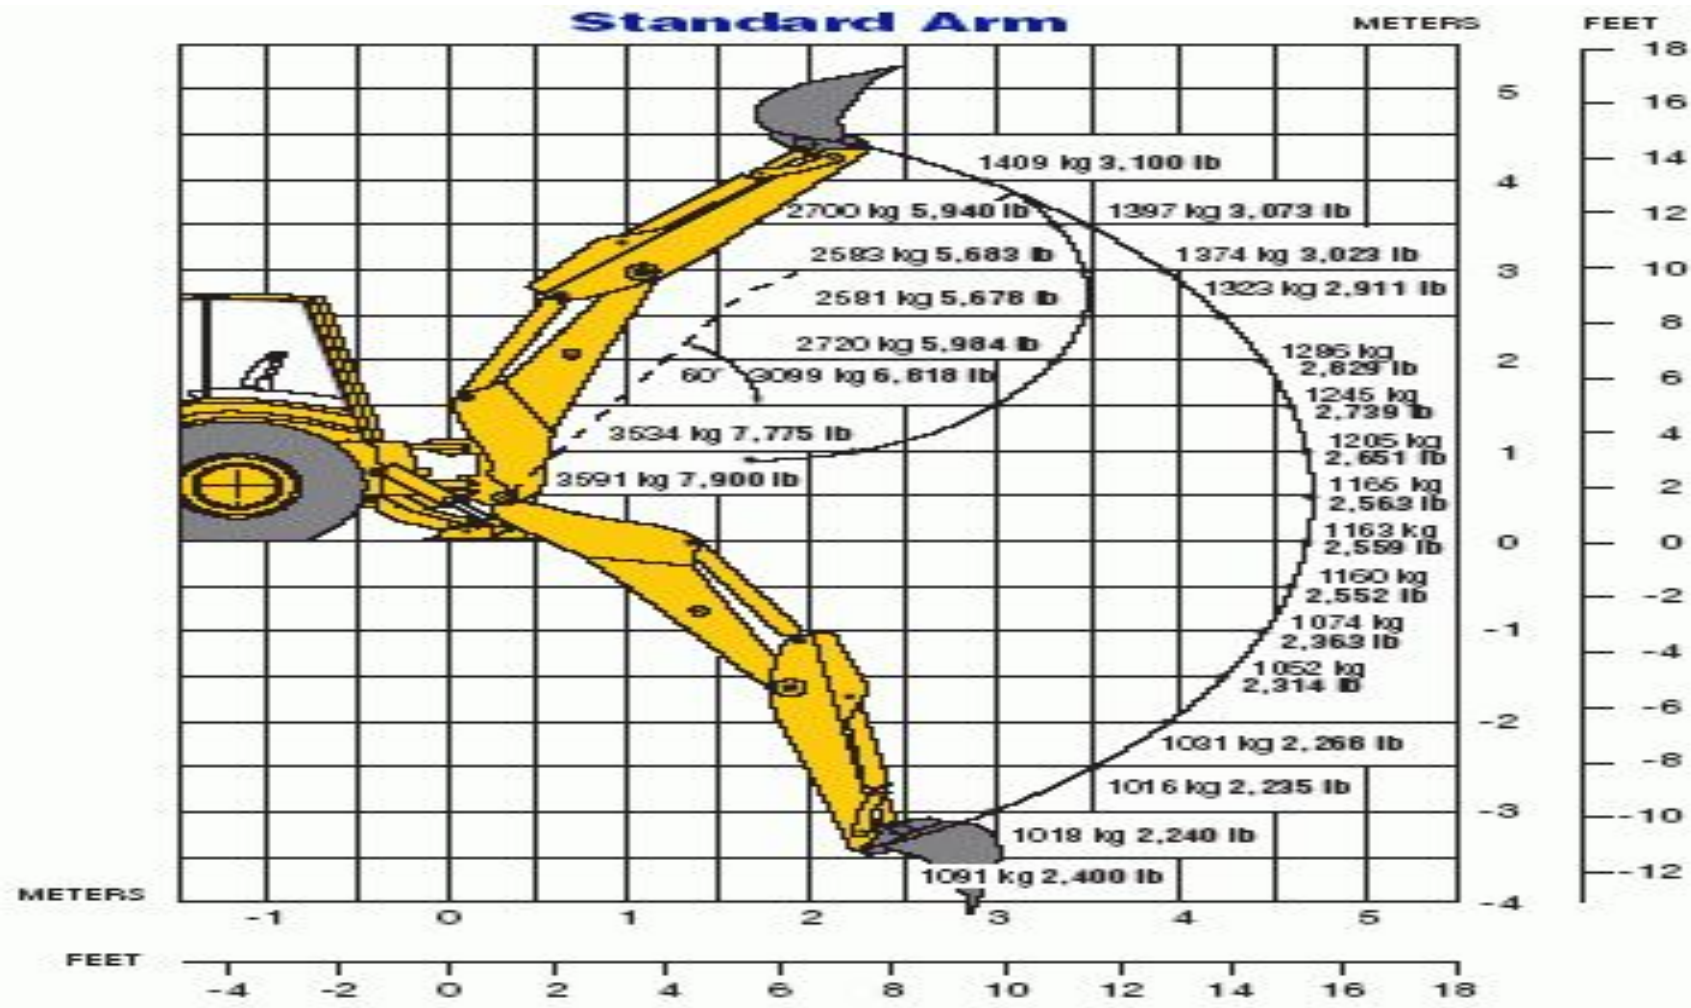 Standard Arm
METERS FEET
18
5
16
14
1409 kg 3,100 lb
4
2700 kg 5,940 lb 1397 kg 3,073 lb
12
2583 kg 5,683 lb 1374 kg 3,023 lb
3
10
2581 kg 5,678 lb 1323 kg 2,911 lb
8
2720 kg 5,984 lb 1286 kg
2
2,829 lb
60° 3099 kg 6,818 lb
6
1245 kg
2,739 lb
3534 kg 7,775 lb
4
1205 kg
1
2,651 lb
3591 kg 7,900 lb 1165 kg
2
2,563 lb
1163 kg
0 0
2,559 lb
1160 kg
2,552 lb
-2
1074 kg
-1
2,363 lb
-4
1052 kg
2,314 lb
-6
-2
1031 kg 2,268 lb
-8
1016 kg 2,235 lb
-3
-10
1018 kg 2,240 lb
1091 kg 2,400 lb
-12
METERS
-4
-1 0 1 2 3 4 5
FEET
-4 -2 0 2 4 6 8 10 12 14 16 18